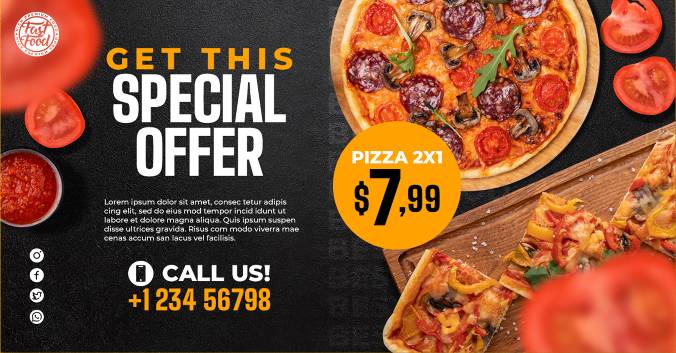 Fast
Food
GET THIS
SPECIAL
OFFER
PIZZA 2X1
$7,99
Lorem ipsum dolor sit amet, consec tetur adipis
cing elit, sed do eius mod tempor incid idunt ut
labore et dolore magna aliqua. Quis ipsum suspen
disse ultrices gravida. Risus com modo viverra mae
cenas accum san lacus vel facilisis.
CALL US!
+1 234 56798